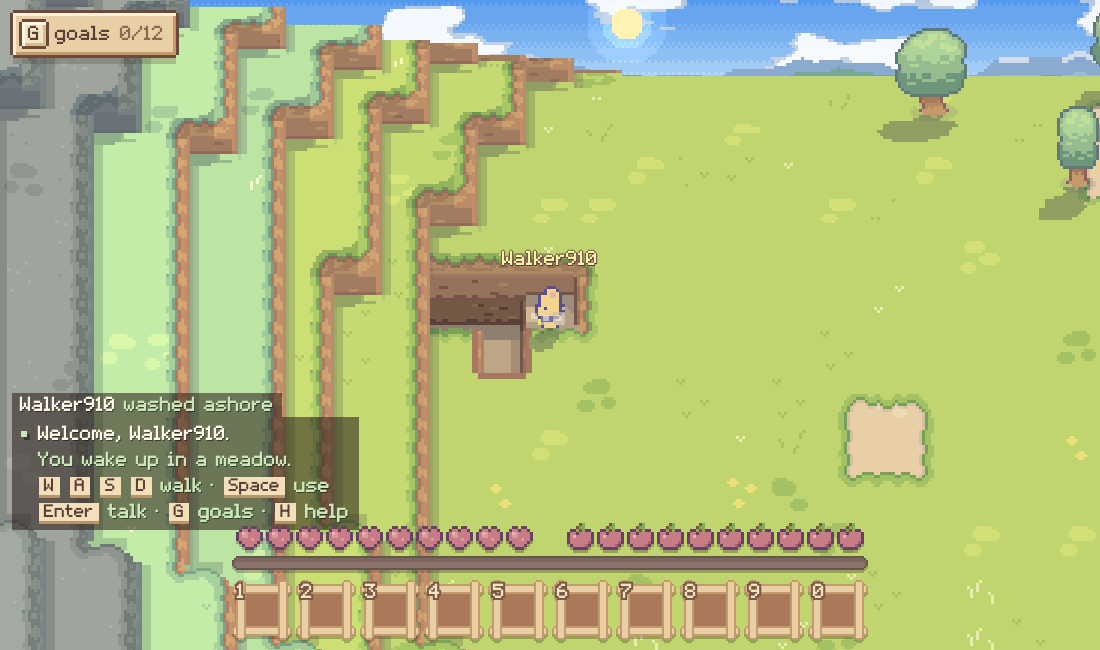 G goals 0/12
Walker910
Walker910 washed ashore
▪ Welcome, Walker910.
You wake up in a meadow.
W A S D walk · Space use
Enter talk · G goals · H help
1 2 3 4 5 6 7 8 9 0